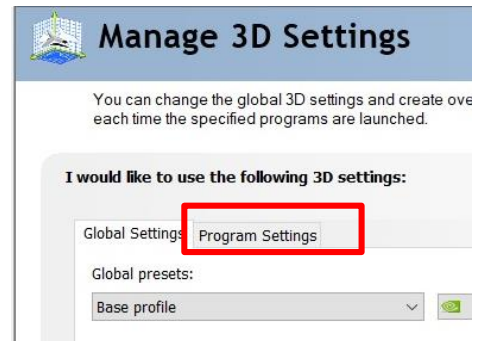 Manage 3D Settings
You can change the global 3D settings and create ove
each time the specified programs are launched.
I would like to use the following 3D settings:
Global Settings Program Settings
Global presets:
Base profile